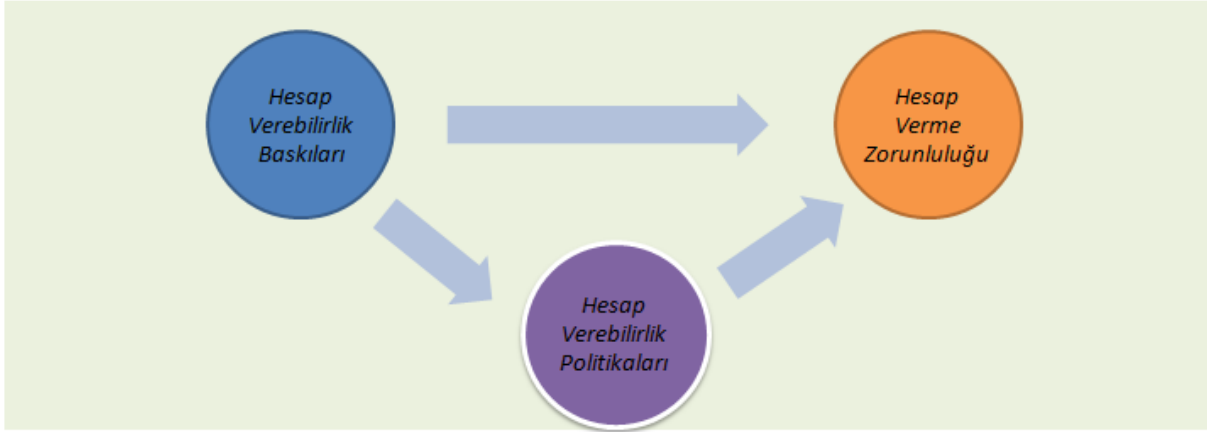 Hesap
Verebilirlik
Baskıları
Hesap
Verme
Zorunluluğu
Hesap
Verebilirlik
Politikaları